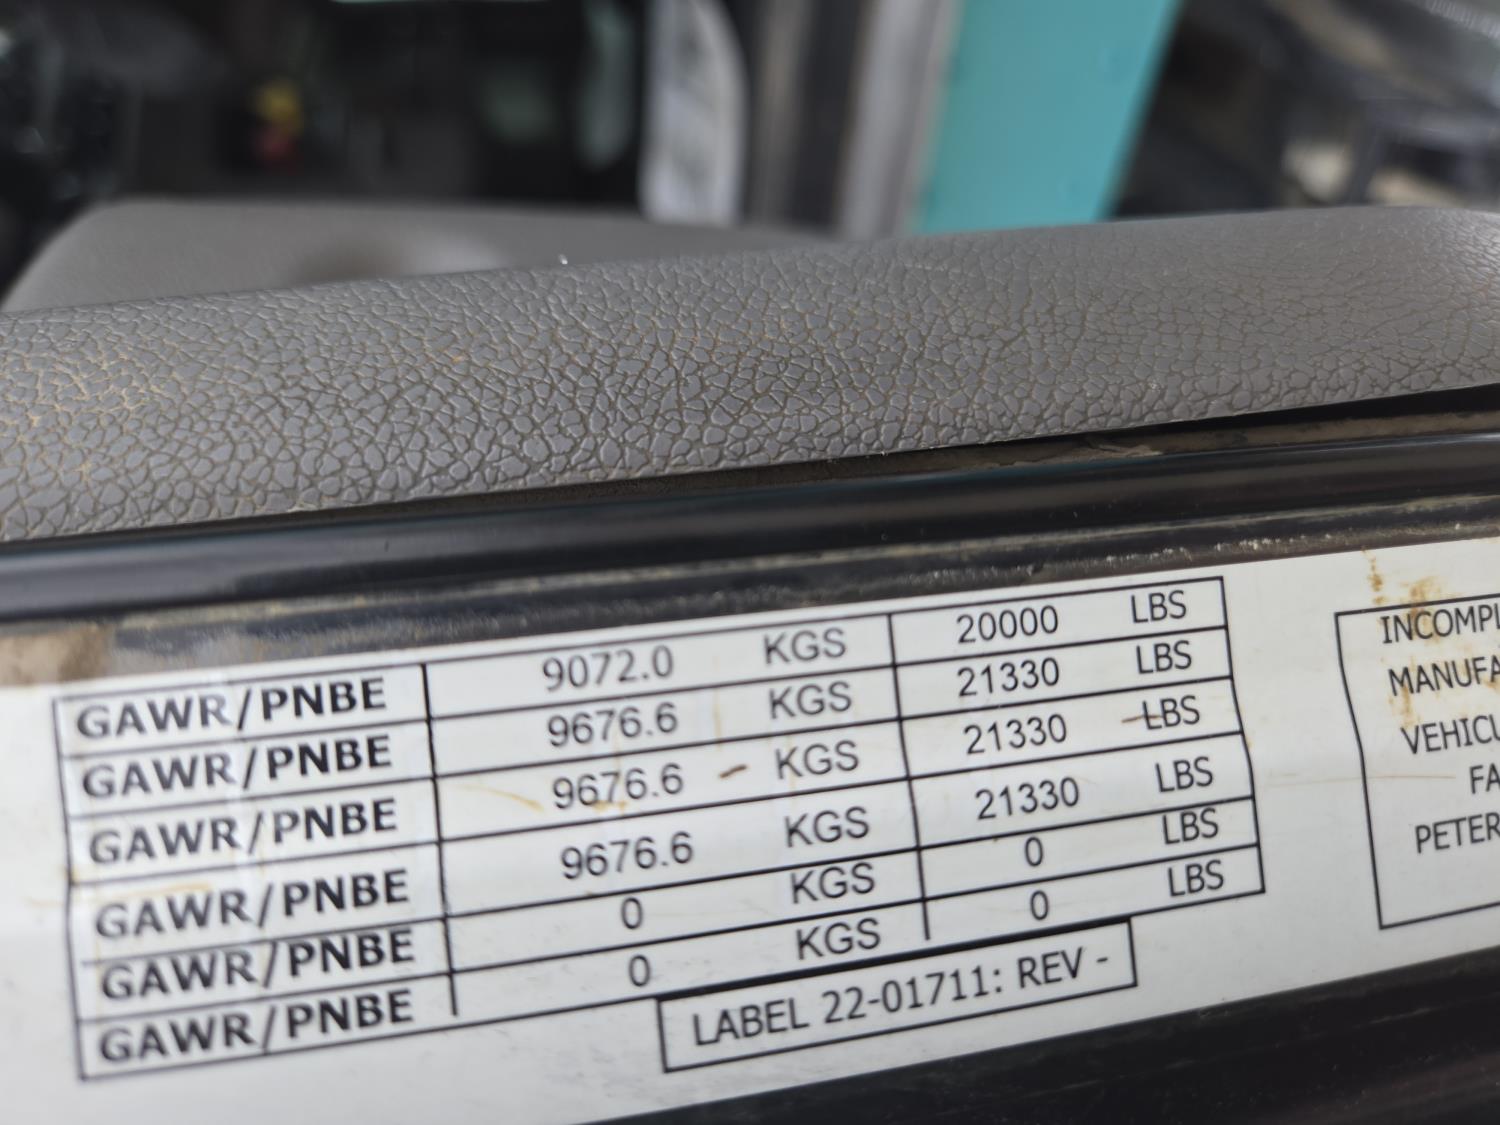 GAWR/PNBE 9072.0 KGS 20000 LBS
GAWR/PNBE 9676.6 KGS 21330 LBS
GAWR/PNBE 9676.6 KGS 21330 LBS
GAWR/PNBE 9676.6 KGS 21330 LBS
GAWR/PNBE 0 KGS 0 LBS
GAWR/PNBE 0 KGS 0 LBS
LABEL 22-01711: REV -
INCOMPL
MANUFA
VEHICU
FA
PETER